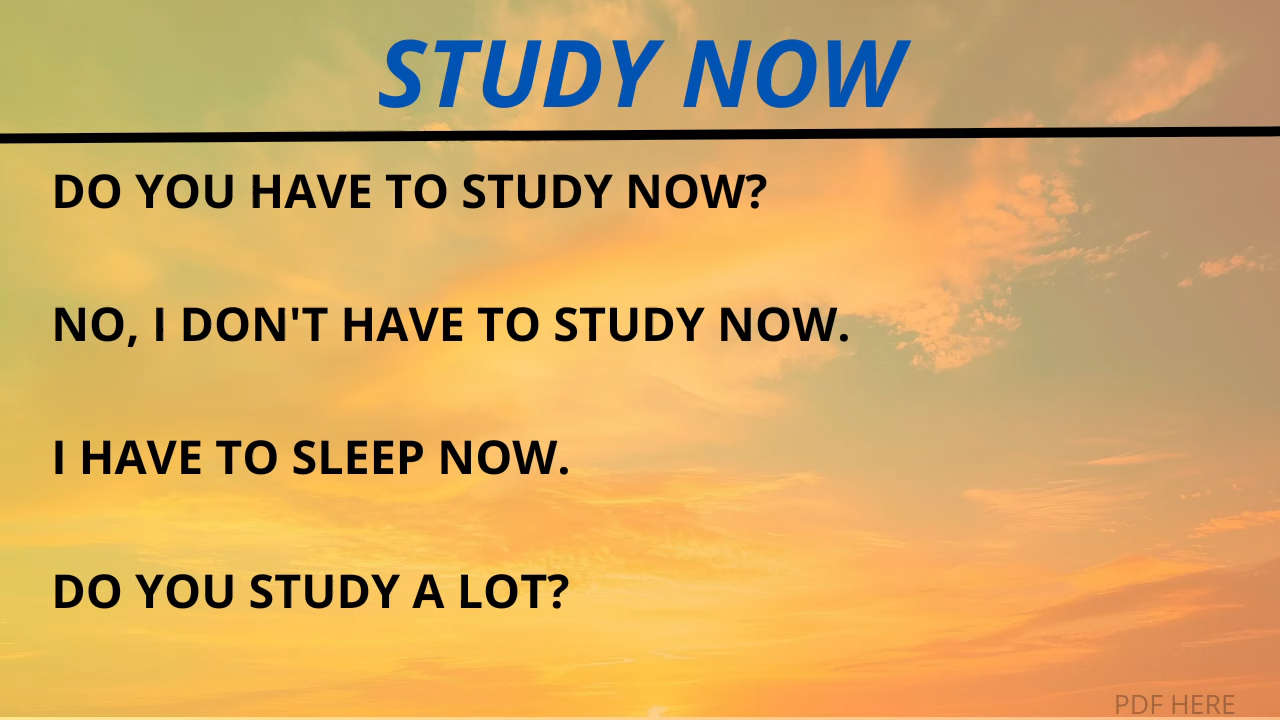 STUDY NOW
DO YOU HAVE TO STUDY NOW?
NO, I DON'T HAVE TO STUDY NOW.
I HAVE TO SLEEP NOW.
DO YOU STUDY A LOT?
PDF HERE